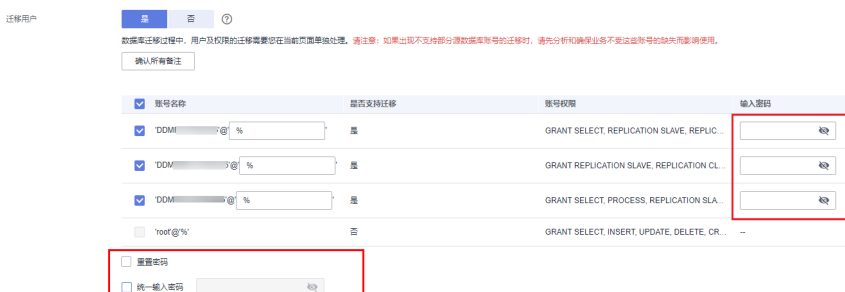 迁移用户 是 否 ?
数据库迁移过程中，用户及权限的迁移需要您在当前页面单独处理。请注意：如果出现不支持部分源数据库账号的迁移时，请先分析和确保业务不受这些账号的缺失而影响使用。
确认所有备注
账号名称 是否支持迁移 账号权限 输入密码
'DDM '@' % ' 是 GRANT SELECT, REPLICATION SLAVE, REPLIC...
'DDM '@' % ' 是 GRANT REPLICATION SLAVE, REPLICATION CL...
'DDM '@' % ' 是 GRANT SELECT, PROCESS, REPLICATION SLA...
'root'@'%' 否 GRANT SELECT, INSERT, UPDATE, DELETE, CR... --
重置密码
统一输入密码